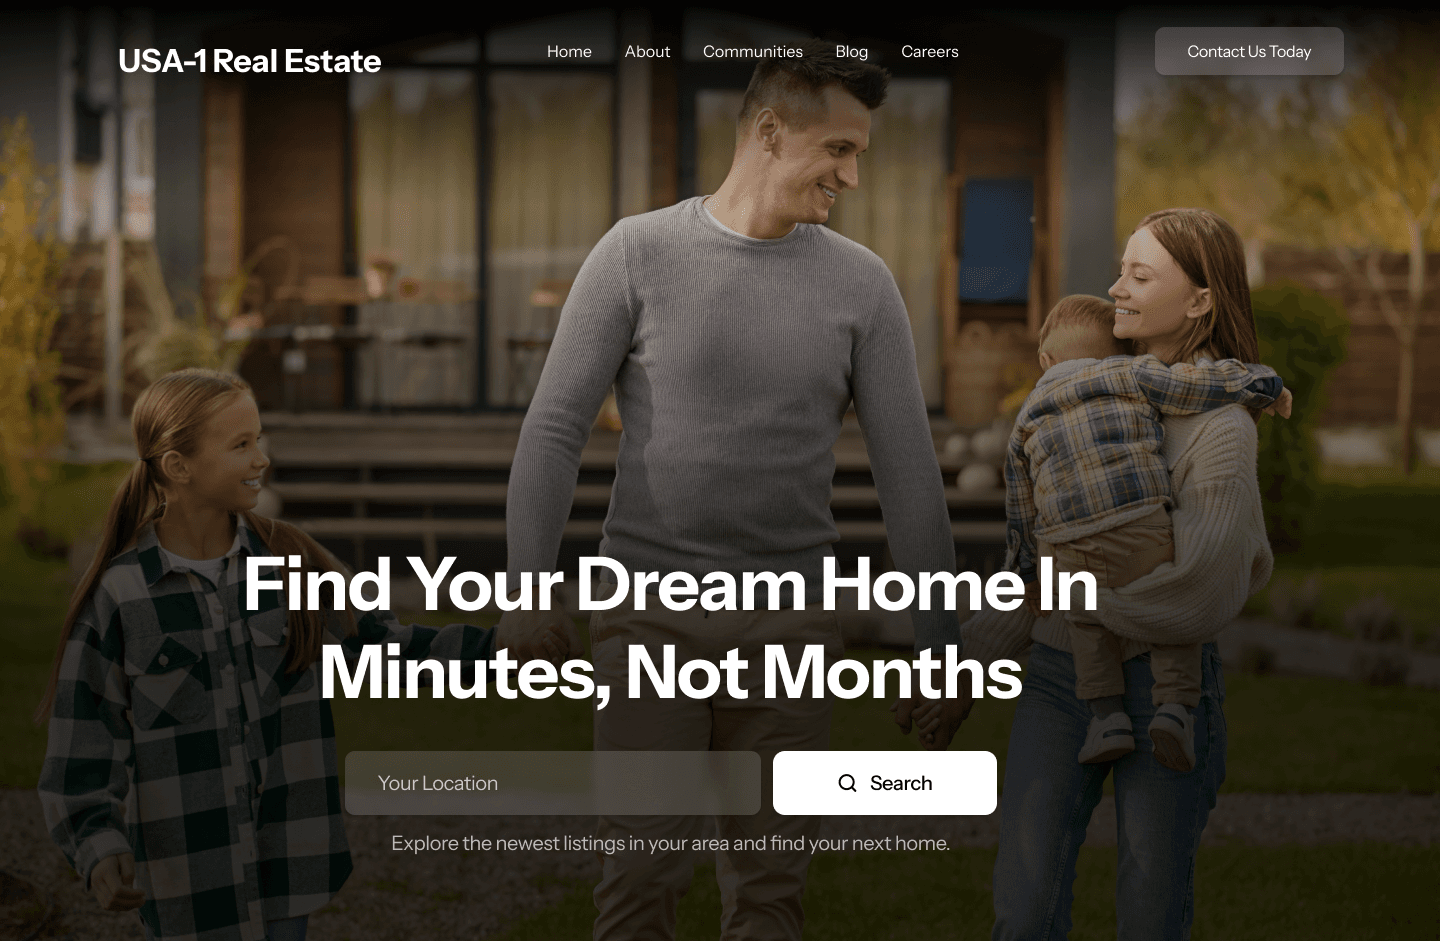 USA-1 Real Estate
Home About Communities Blog Careers
Contact Us Today
Find Your Dream Home In
Minutes, Not Months
Your Location
Search
Explore the newest listings in your area and find your next home.